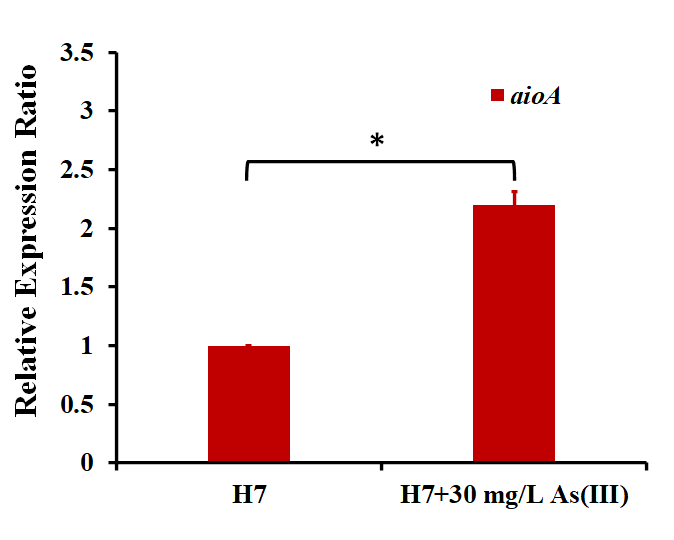 3.5
3
2.5
2
1.5
1
0.5
0
Relative Expression Ratio
aioA
*
H7
H7+30 mg/L As(III)